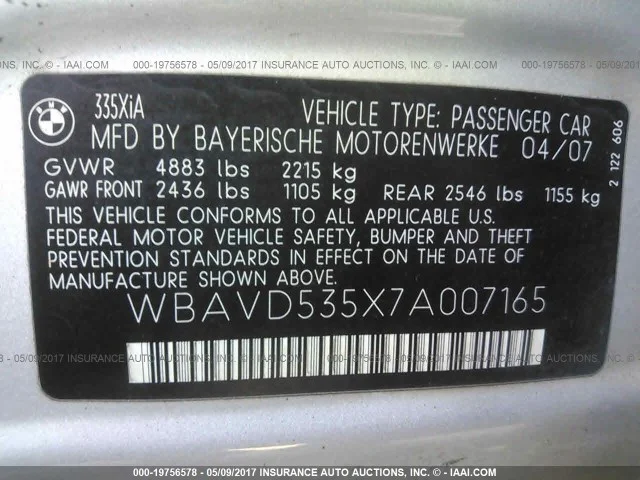 000-19756578 - 05/09/2017 INSURANCE AUTO AUCTIONS, INC. - © - IAAI.COM
BMW
335XiA
VEHICLE TYPE: PASSENGER CAR
MFD BY BAYERISCHE MOTORENWERKE 04/07
GVWR 4883 lbs 2215 kg
GAWR FRONT 2436 lbs 1105 kg REAR 2546 lbs 1155 kg
THIS VEHICLE CONFORMS TO ALL APPLICABLE U.S.
FEDERAL MOTOR VEHICLE SAFETY, BUMPER AND THEFT
PREVENTION STANDARDS IN EFFECT ON THE DATE OF
MANUFACTURE SHOWN ABOVE.
WBAVD535X7A007165
2 122 606
000-19756578 - 05/09/2017 INSURANCE AUTO AUCTIONS, INC. - © - IAAI.COM